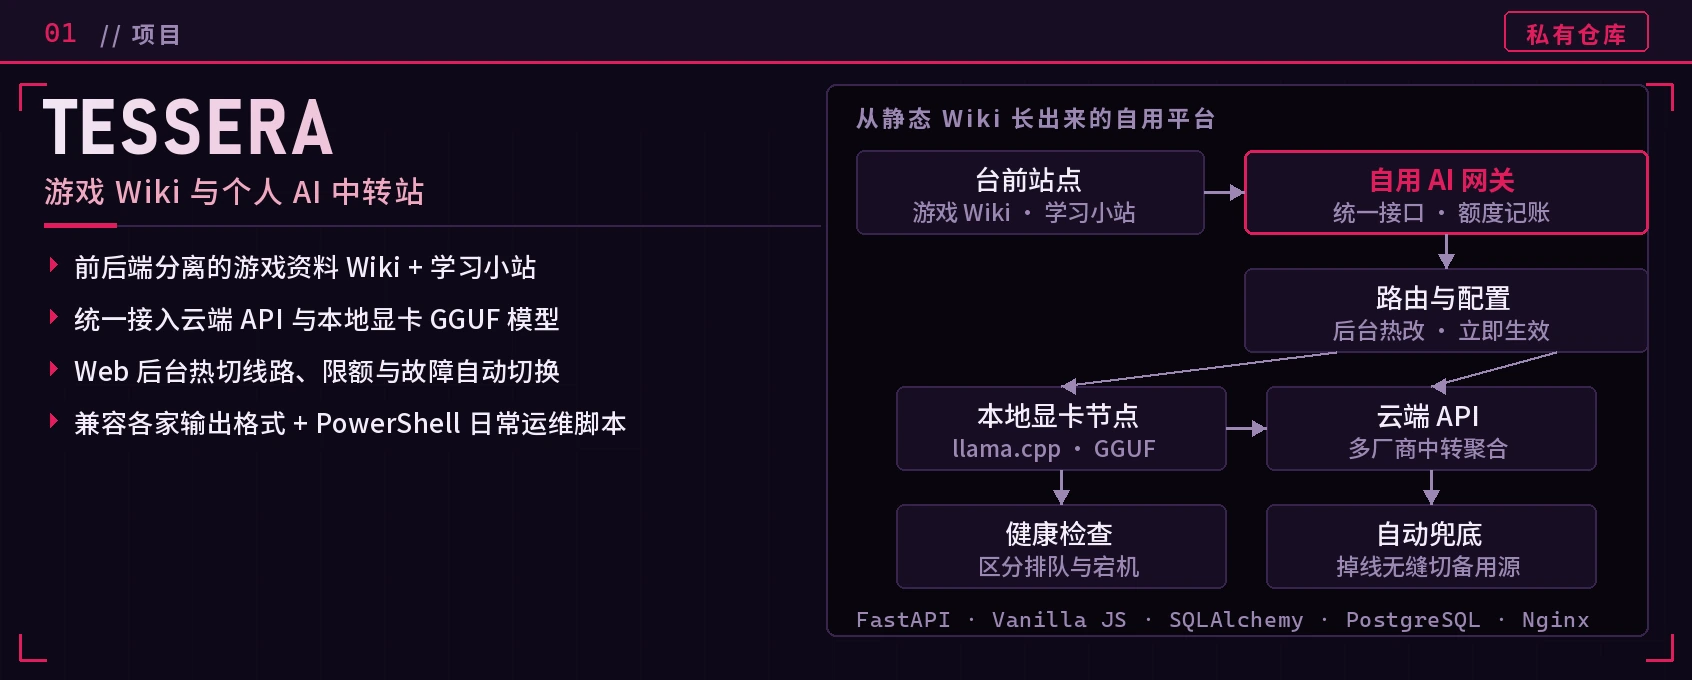 01 // 项目
私有仓库
TESSERA
游戏 Wiki 与个人 AI 中转站
前后端分离的游戏资料 Wiki + 学习小站
统一接入云端 API 与本地显卡 GGUF 模型
Web 后台热切线路、限额与故障自动切换
兼容各家输出格式 + PowerShell 日常运维脚本
从静态 Wiki 长出来的自用平台
台前站点
游戏 Wiki · 学习小站
自用 AI 网关
统一接口 · 额度记账
路由与配置
后台热改 · 立即生效
本地显卡节点
llama.cpp · GGUF
云端 API
多厂商中转聚合
健康检查
区分排队与宕机
自动兜底
掉线无缝切备用源
FastAPI · Vanilla JS · SQLAlchemy · PostgreSQL · Nginx